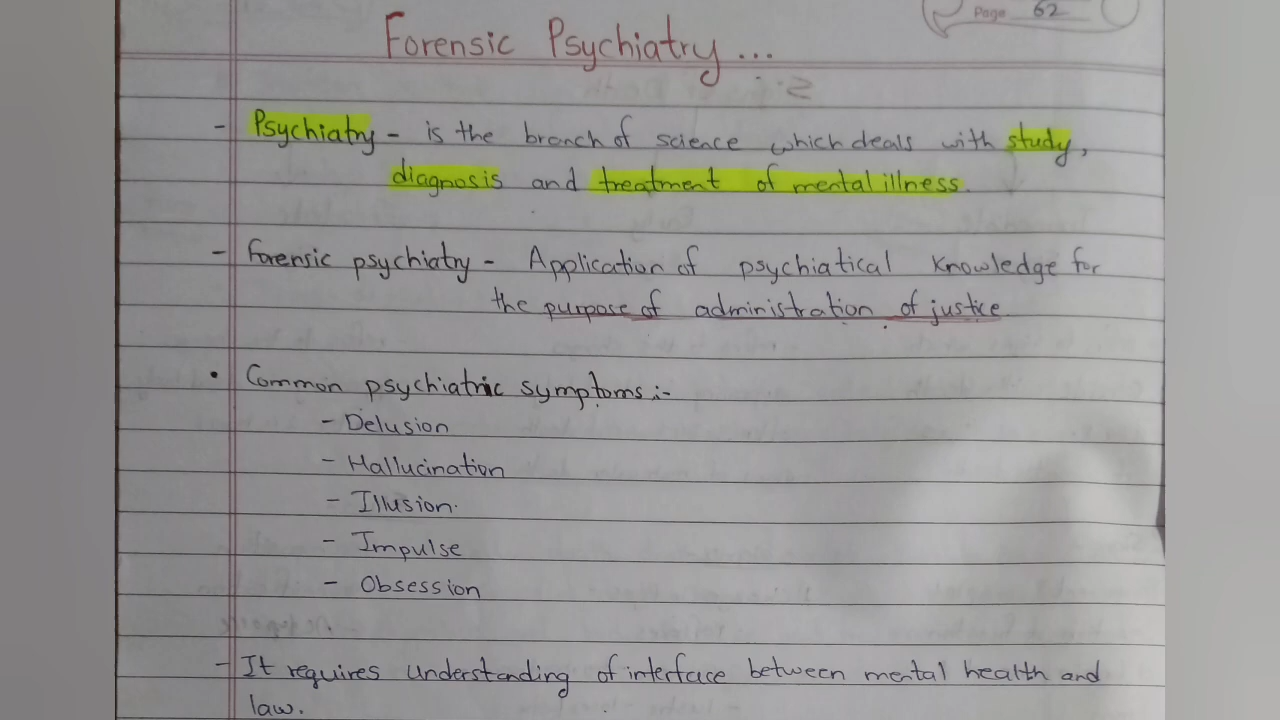 Page 62
Forensic Psychiatry...
- Psychiatry - is the branch of science which deals with study,
diagnosis and treatment of mental illness.
- Forensic psychiatry - Application of psychiatical knowledge for
the purpose of administration of justice
• Common psychiatric symptoms :-
- Delusion
- Hallucination
- Illusion.
- Impulse
- Obsession
- It requires understanding of interface between mental health and
law.